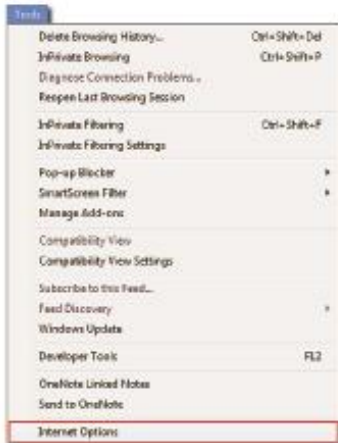 Tools
Delete Browsing History... Ctrl+Shift+Del
InPrivate Browsing Ctrl+Shift+P
Diagnose Connection Problems...
Reopen Last Browsing Session
InPrivate Filtering Ctrl+Shift+F
InPrivate Filtering Settings
Pop-up Blocker
SmartScreen Filter
Manage Add-ons
Compatibility View
Compatibility View Settings
Subscribe to this Feed...
Feed Discovery
Windows Update
Developer Tools F12
OneNote Linked Notes
Send to OneNote
Internet Options